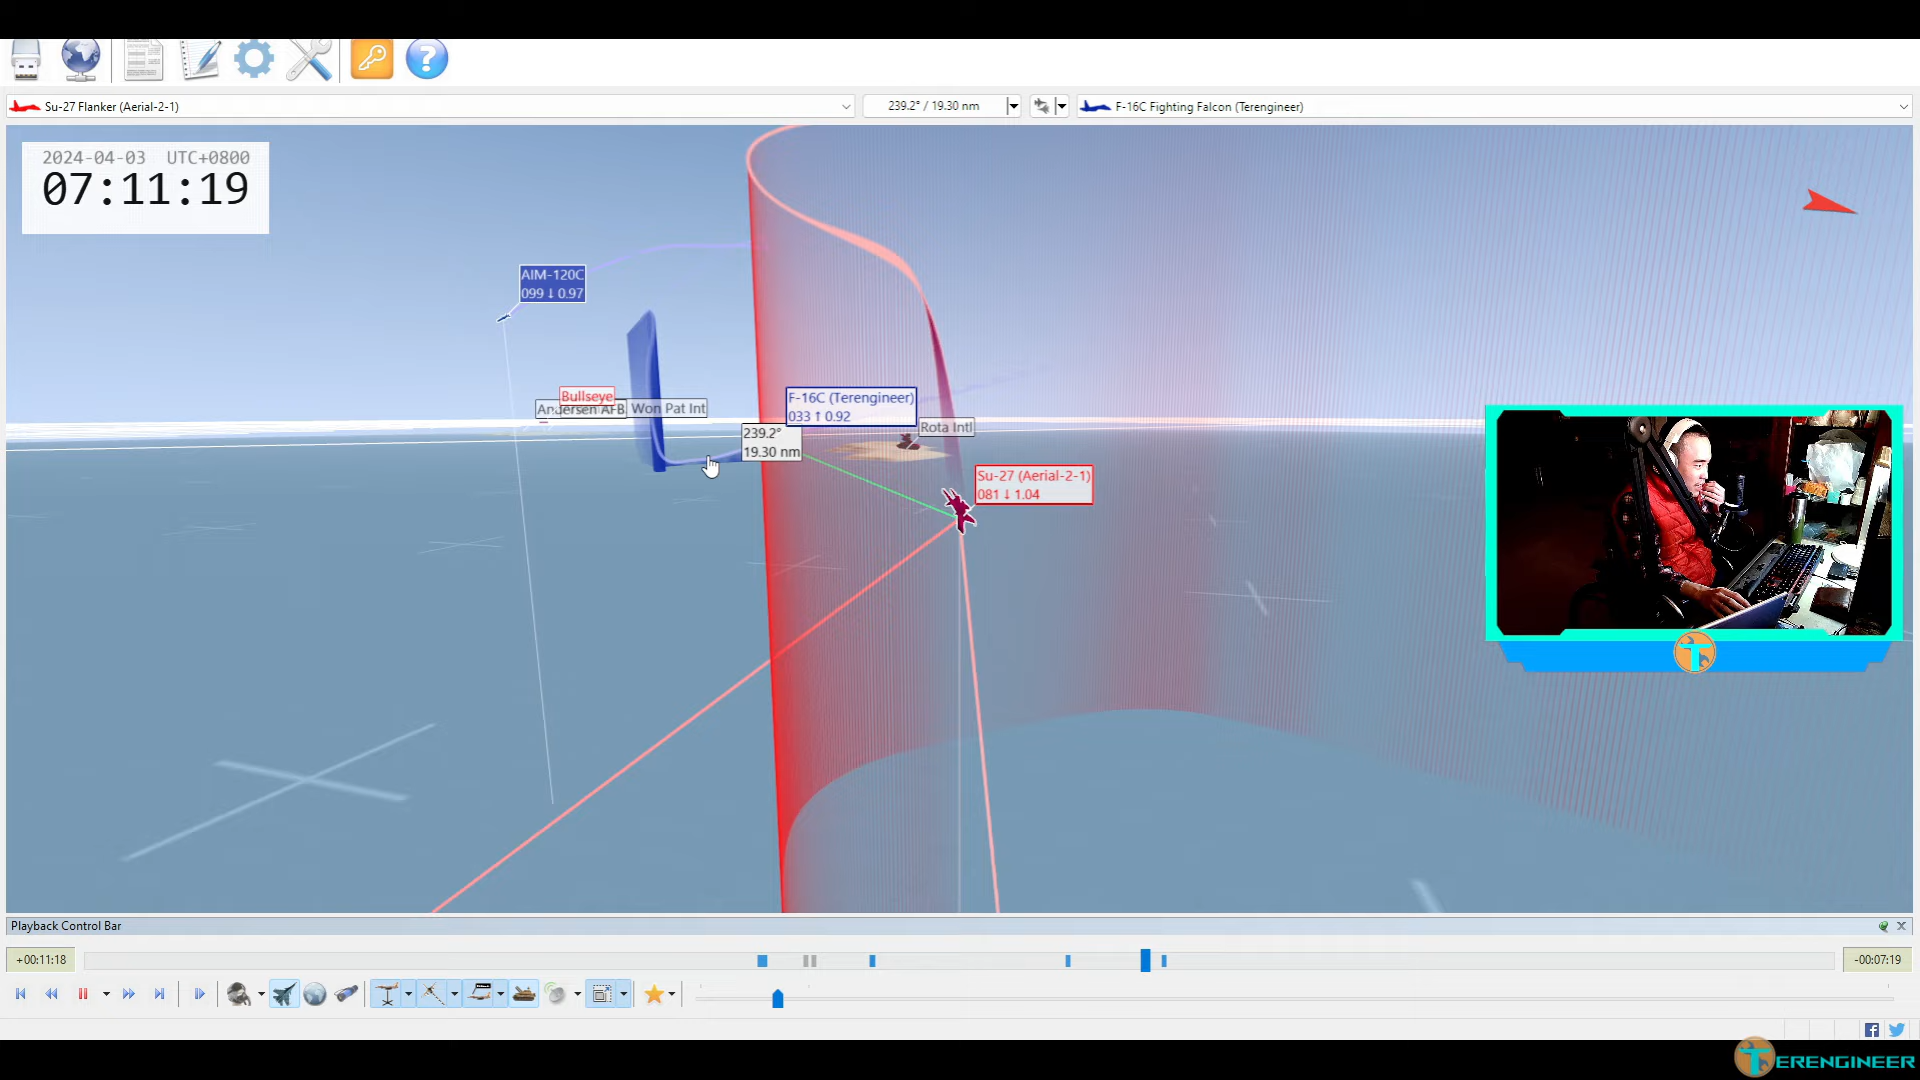 Su-27 Flanker (Aerial-2-1)
239.2° / 19.30 nm
F-16C Fighting Falcon (Terengineer)
2024-04-03 UTC+0800
07:11:19
AIM-120C
099 ↓ 0.97
Bullseye
Andersen AFB
Won Pat Int
F-16C (Terengineer)
033 ↑ 0.92
Rota Intl
239.2°
19.30 nm
Su-27 (Aerial-2-1)
081 ↓ 1.04
Playback Control Bar
+00:11:18
-00:07:19
TERENGINEER